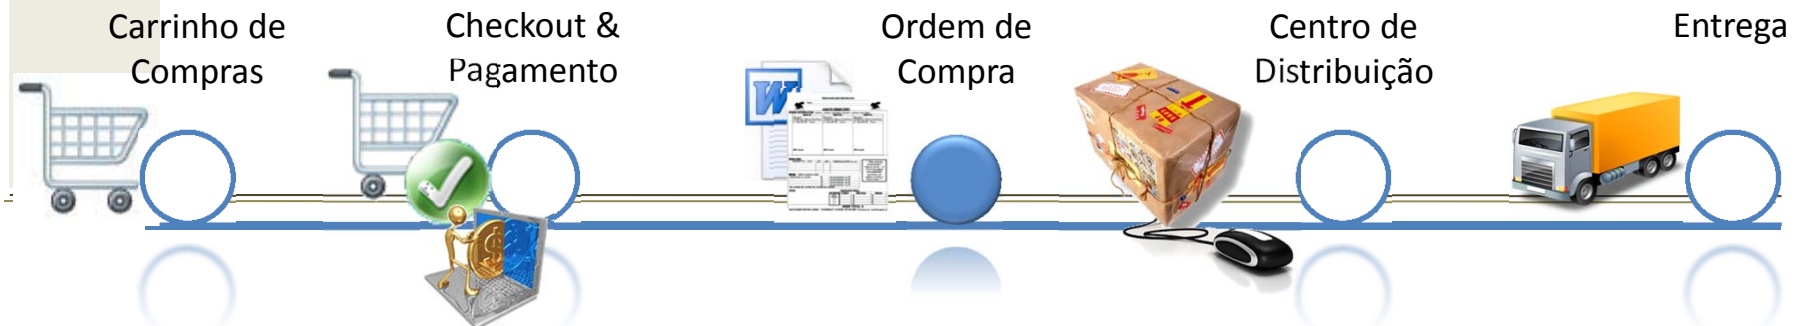 Carrinho de
Compras
Checkout &
Pagamento
Ordem de
Compra
Centro de
Distribuição
Entrega
W